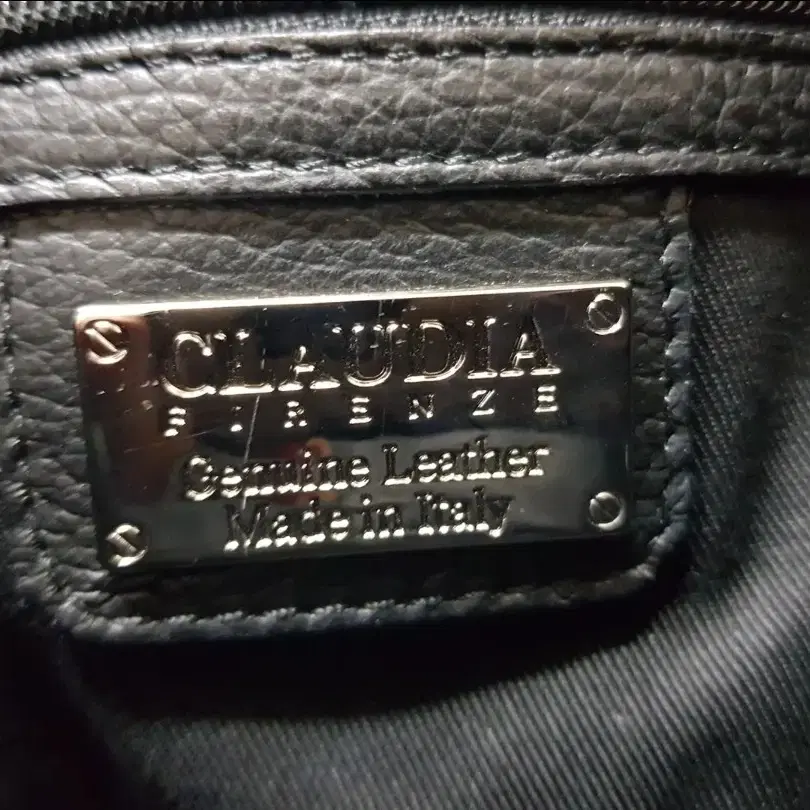 CLAUDIA
FIRENZE
Genuine Leather
Made in Italy